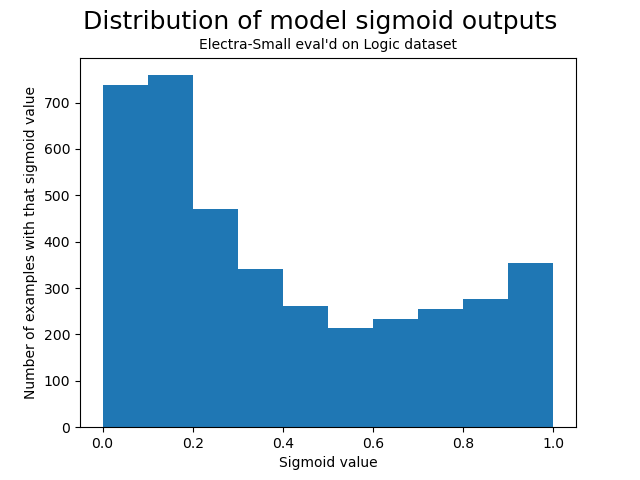 Distribution of model sigmoid outputs
Electra-Small eval'd on Logic dataset
Number of examples with that sigmoid value
700
600
500
400
300
200
100
0
0.0 0.2 0.4 0.6 0.8 1.0
Sigmoid value